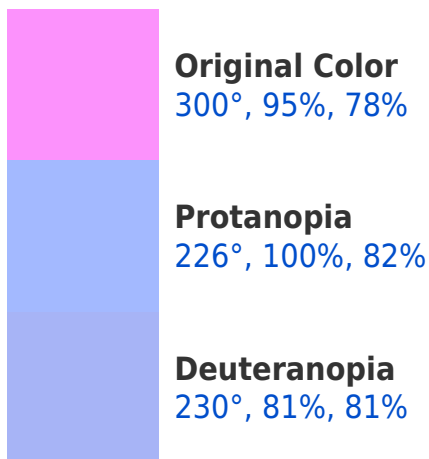 Original Color
300°, 95%, 78%
Protanopia
226°, 100%, 82%
Deuteranopia
230°, 81%, 81%